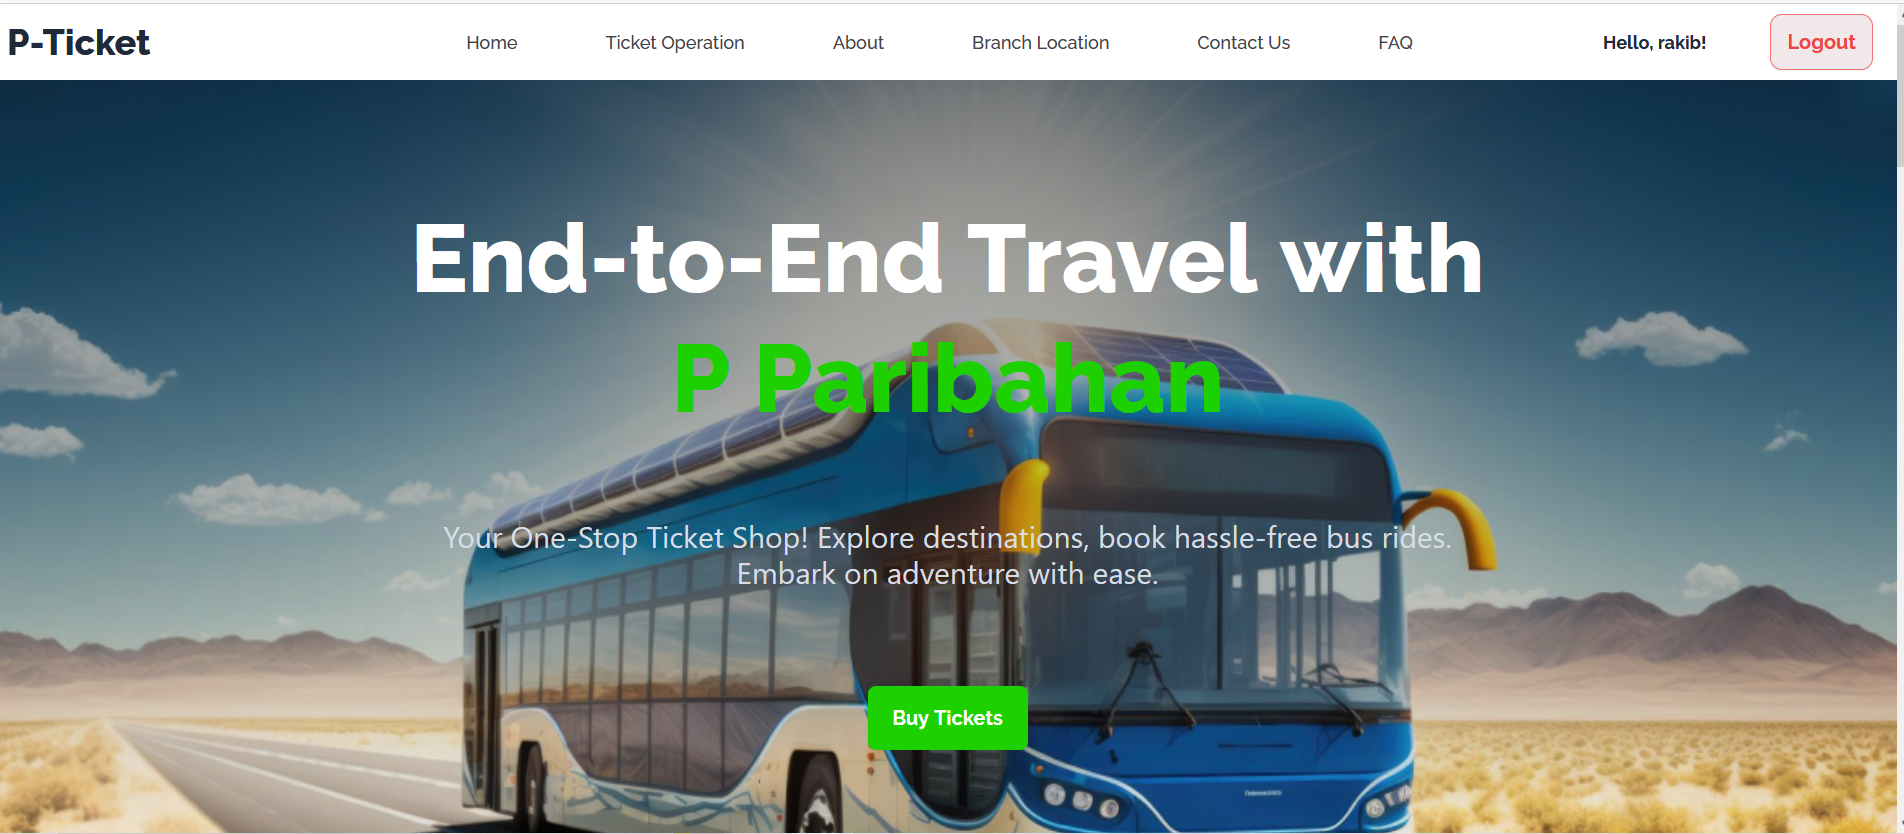 P-Ticket
Home
Ticket Operation
About
Branch Location
Contact Us
FAQ
Hello, rakib!
Logout
End-to-End Travel with
P Paribahan
Your One-Stop Ticket Shop! Explore destinations, book hassle-free bus rides.
Embark on adventure with ease.
Buy Tickets